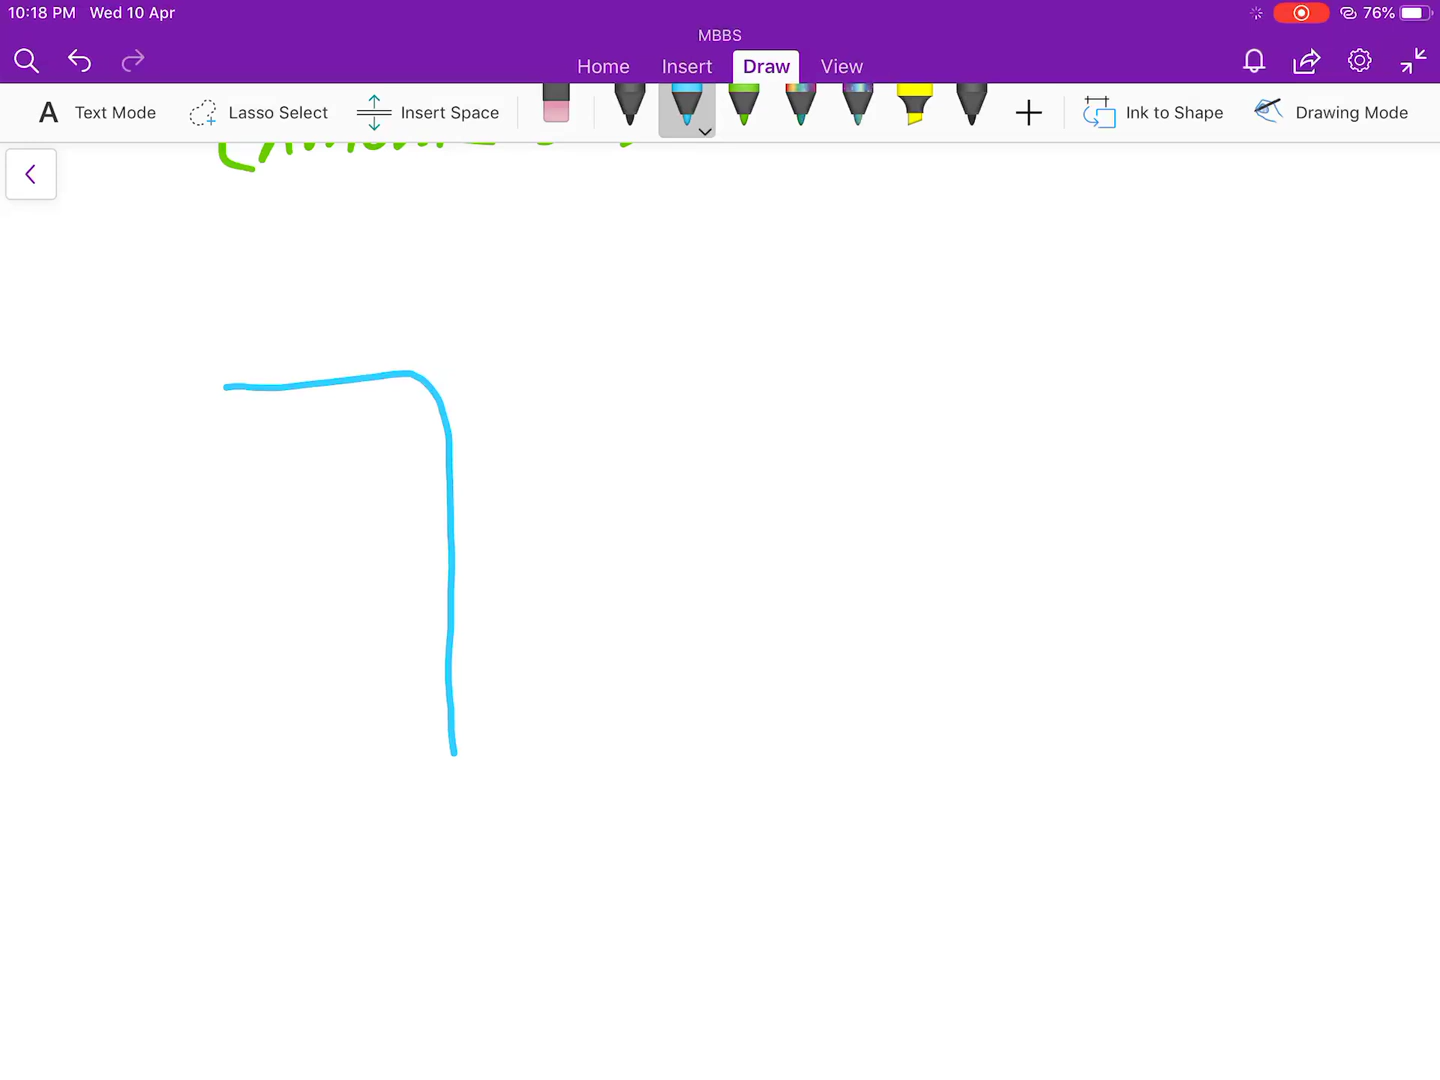 10:18 PM Wed 10 Apr 76%
MBBS
Home Insert Draw View
A Text Mode Lasso Select Insert Space Ink to Shape Drawing Mode